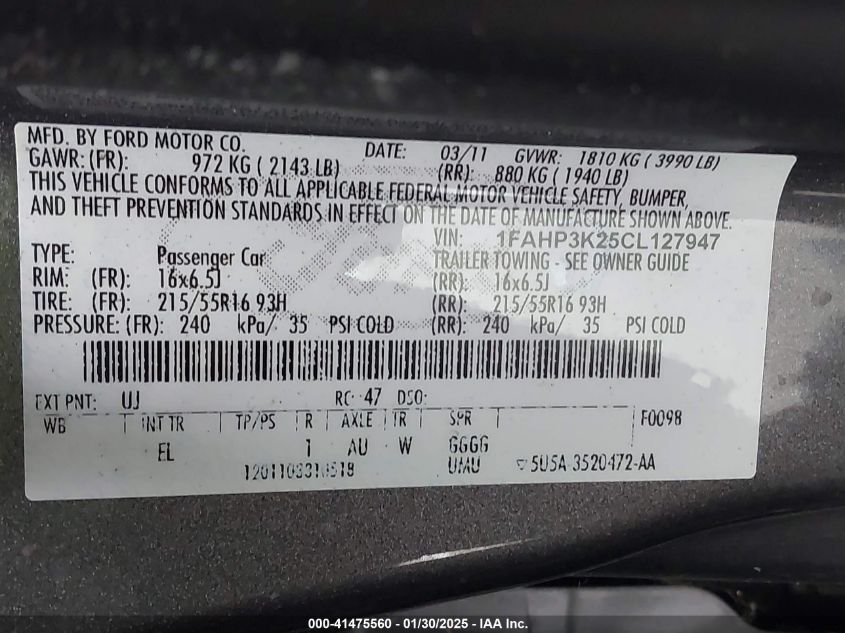 MFD. BY FORD MOTOR CO. DATE: 03/11 GVWR: 1810 KG ( 3990 LB)
GAWR: (FR): 972 KG ( 2143 LB) (RR): 880 KG ( 1940 LB)
THIS VEHICLE CONFORMS TO ALL APPLICABLE FEDERAL MOTOR VEHICLE SAFETY, BUMPER,
AND THEFT PREVENTION STANDARDS IN EFFECT ON THE DATE OF MANUFACTURE SHOWN ABOVE.
VIN: 1FAHP3K25CL127947
TYPE: Passenger Car TRAILER TOWING - SEE OWNER GUIDE
RIM: (FR): 16x6.5J (RR): 16x6.5J
TIRE: (FR): 215/55R16 93H (RR): 215/55R16 93H
PRESSURE: (FR): 240 kPa/ 35 PSI COLD (RR): 240 kPa/ 35 PSI COLD
EXT PNT: UJ RC: 47 DSO:
WB INT TR TP/PS R AXLE TR SPR F0098
EL 1 AU W GGGG
UMU 5U5A-3520472-AA
000-41475560 — 01/30/2025 — IAA Inc.